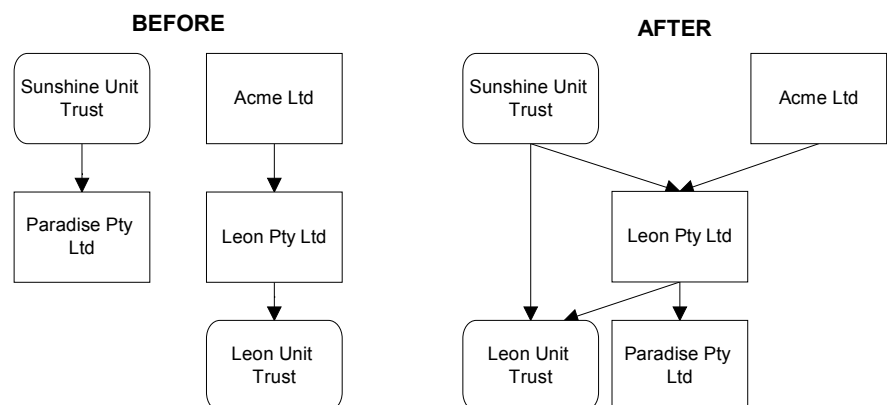 BEFORE
Sunshine Unit
Trust
Acme Ltd
Paradise Pty
Ltd
Leon Pty Ltd
Leon Unit
Trust
AFTER
Sunshine Unit
Trust
Acme Ltd
Leon Pty Ltd
Leon Unit
Trust
Paradise Pty
Ltd